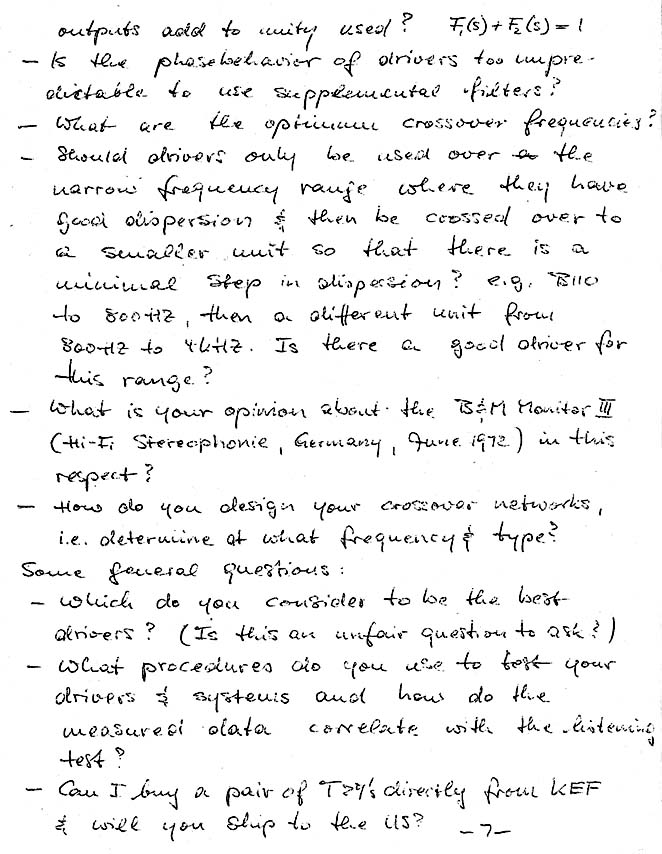 outputs add to unity used? F₁(s) + F₂(s) = 1
– Is the phasebehavior of drivers too unpre-
dictable to use supplemental filters?
– What are the optimum crossover frequencies?
– Should drivers only be used over the
narrow frequency range where they have
good dispersion & then be crossed over to
a smaller unit so that there is a
minimal step in dispersion? e.g. B110
to 800HZ, then a different unit from
800HZ to 4kHZ. Is there a good driver for
this range?
– What is your opinion about the B&M Monitor III
(Hi-Fi Stereophonie, Germany, June 1972) in this
respect?
– How do you design your crossover networks,
i.e. determine at what frequency & type?
Some general questions:
– Which do you consider to be the best
drivers? (Is this an unfair question to ask?)
– What procedures do you use to test your
drivers & systems and how do the
measured data correlate with the listening
test?
– Can I buy a pair of directly from KEF
& will you ship to the US? –7–